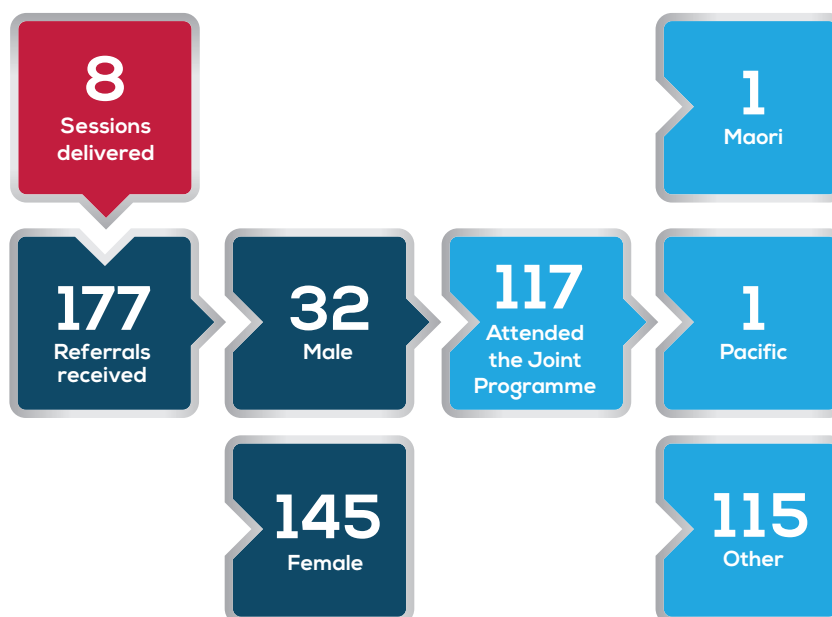 8
Sessions
delivered
1
Maori
177
Referrals
received
32
Male
117
Attended
the Joint
Programme
1
Pacific
145
Female
115
Other